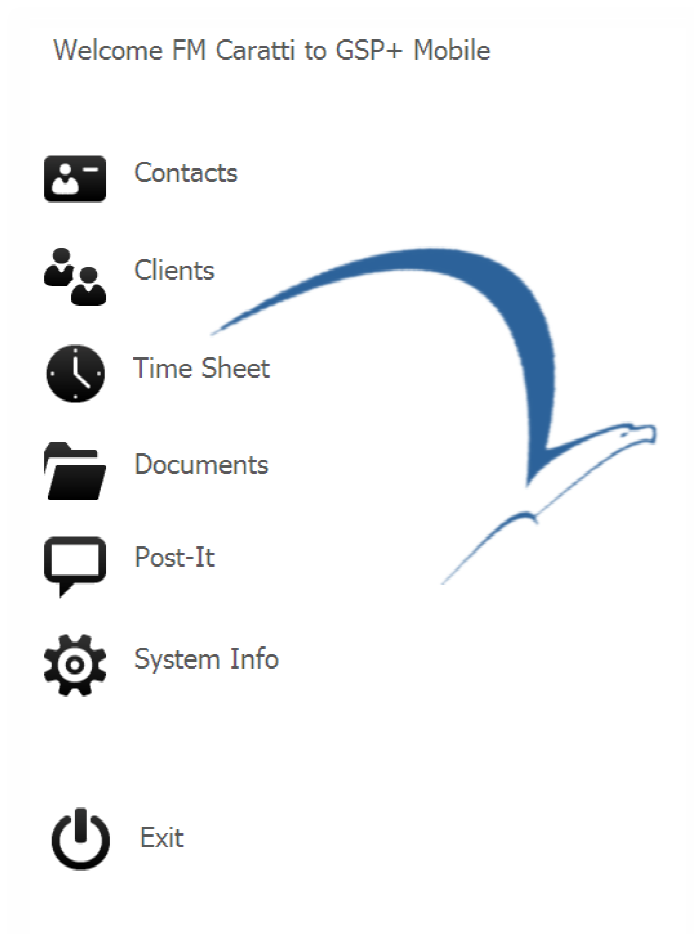 Welcome FM Caratti to GSP+ Mobile
Contacts
Clients
Time Sheet
Documents
Post-It
System Info
Exit